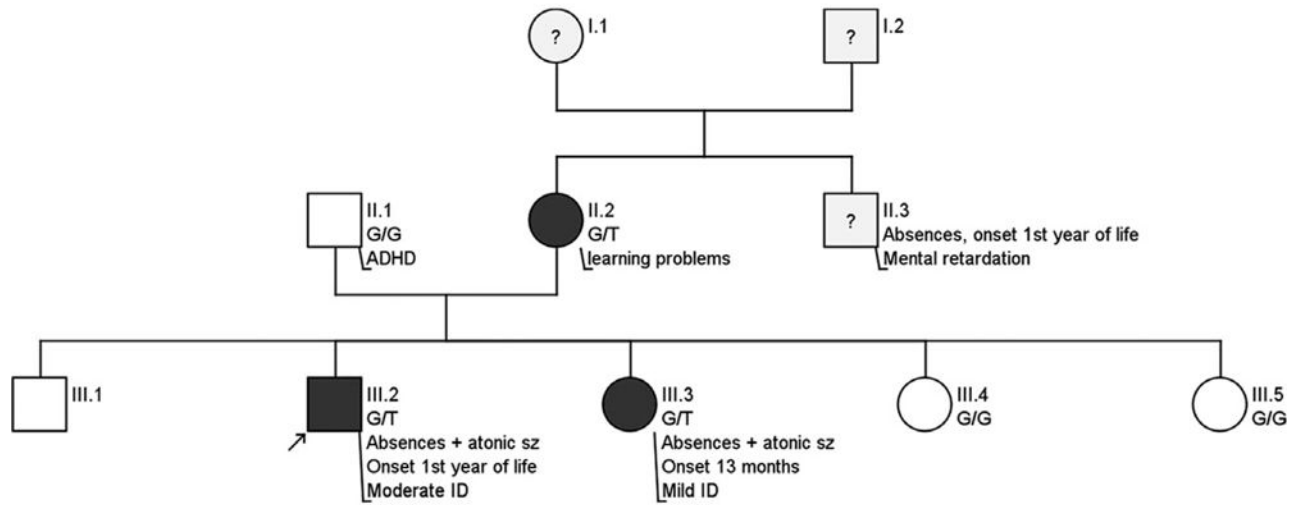 ? I.1
? I.2
II.1
G/G
ADHD
II.2
G/T
learning problems
? II.3
Absences, onset 1st year of life
Mental retardation
III.1
III.2
G/T
Absences + atonic sz
Onset 1st year of life
Moderate ID
III.3
G/T
Absences + atonic sz
Onset 13 months
Mild ID
III.4
G/G
III.5
G/G